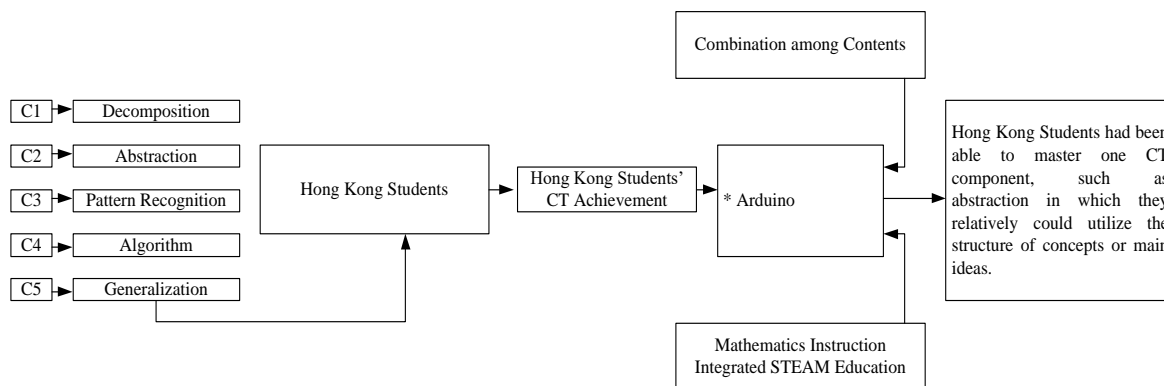 Combination among Contents
C1
Decomposition
C2
Abstraction
C3
Pattern Recognition
C4
Algorithm
C5
Generalization
Hong Kong Students
Hong Kong Students'
CT Achievement
* Arduino
Mathematics Instruction
Integrated STEAM Education
Hong Kong Students had been
able to master one CT
component, such as
abstraction in which they
relatively could utilize the
structure of concepts or main
ideas.